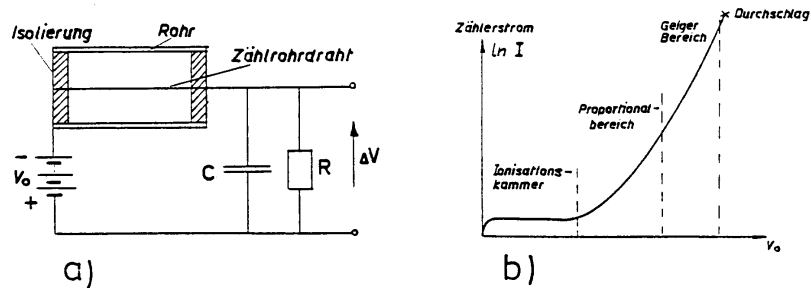 Isolierung
Rohr
Zählrohrdraht
−
V₀
+
C
R
ΔV
a)
Zählerstrom
ln I
Geiger
Bereich
Durchschlag
Proportional-
bereich
Ionisations-
kammer
V₀
b)